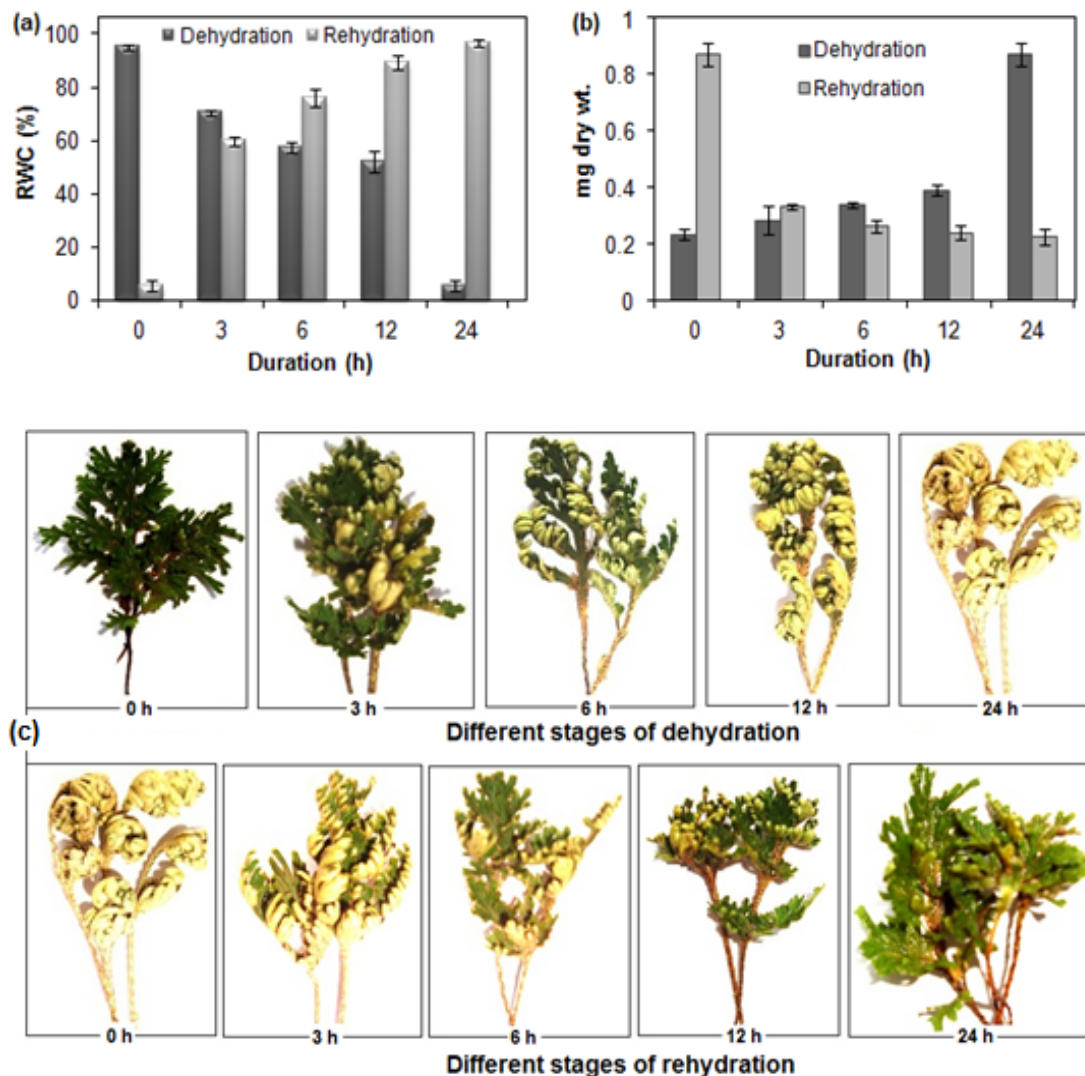 (a)
Dehydration Rehydration
100
80
60
40
20
0
RWC (%)
0 3 6 12 24
Duration (h)
(b)
1
0.8
0.6
0.4
0.2
0
mg dry wt.
Dehydration
Rehydration
0 3 6 12 24
Duration (h)
(c)
0 h 3 h 6 h 12 h 24 h
Different stages of dehydration
0 h 3 h 6 h 12 h 24 h
Different stages of rehydration